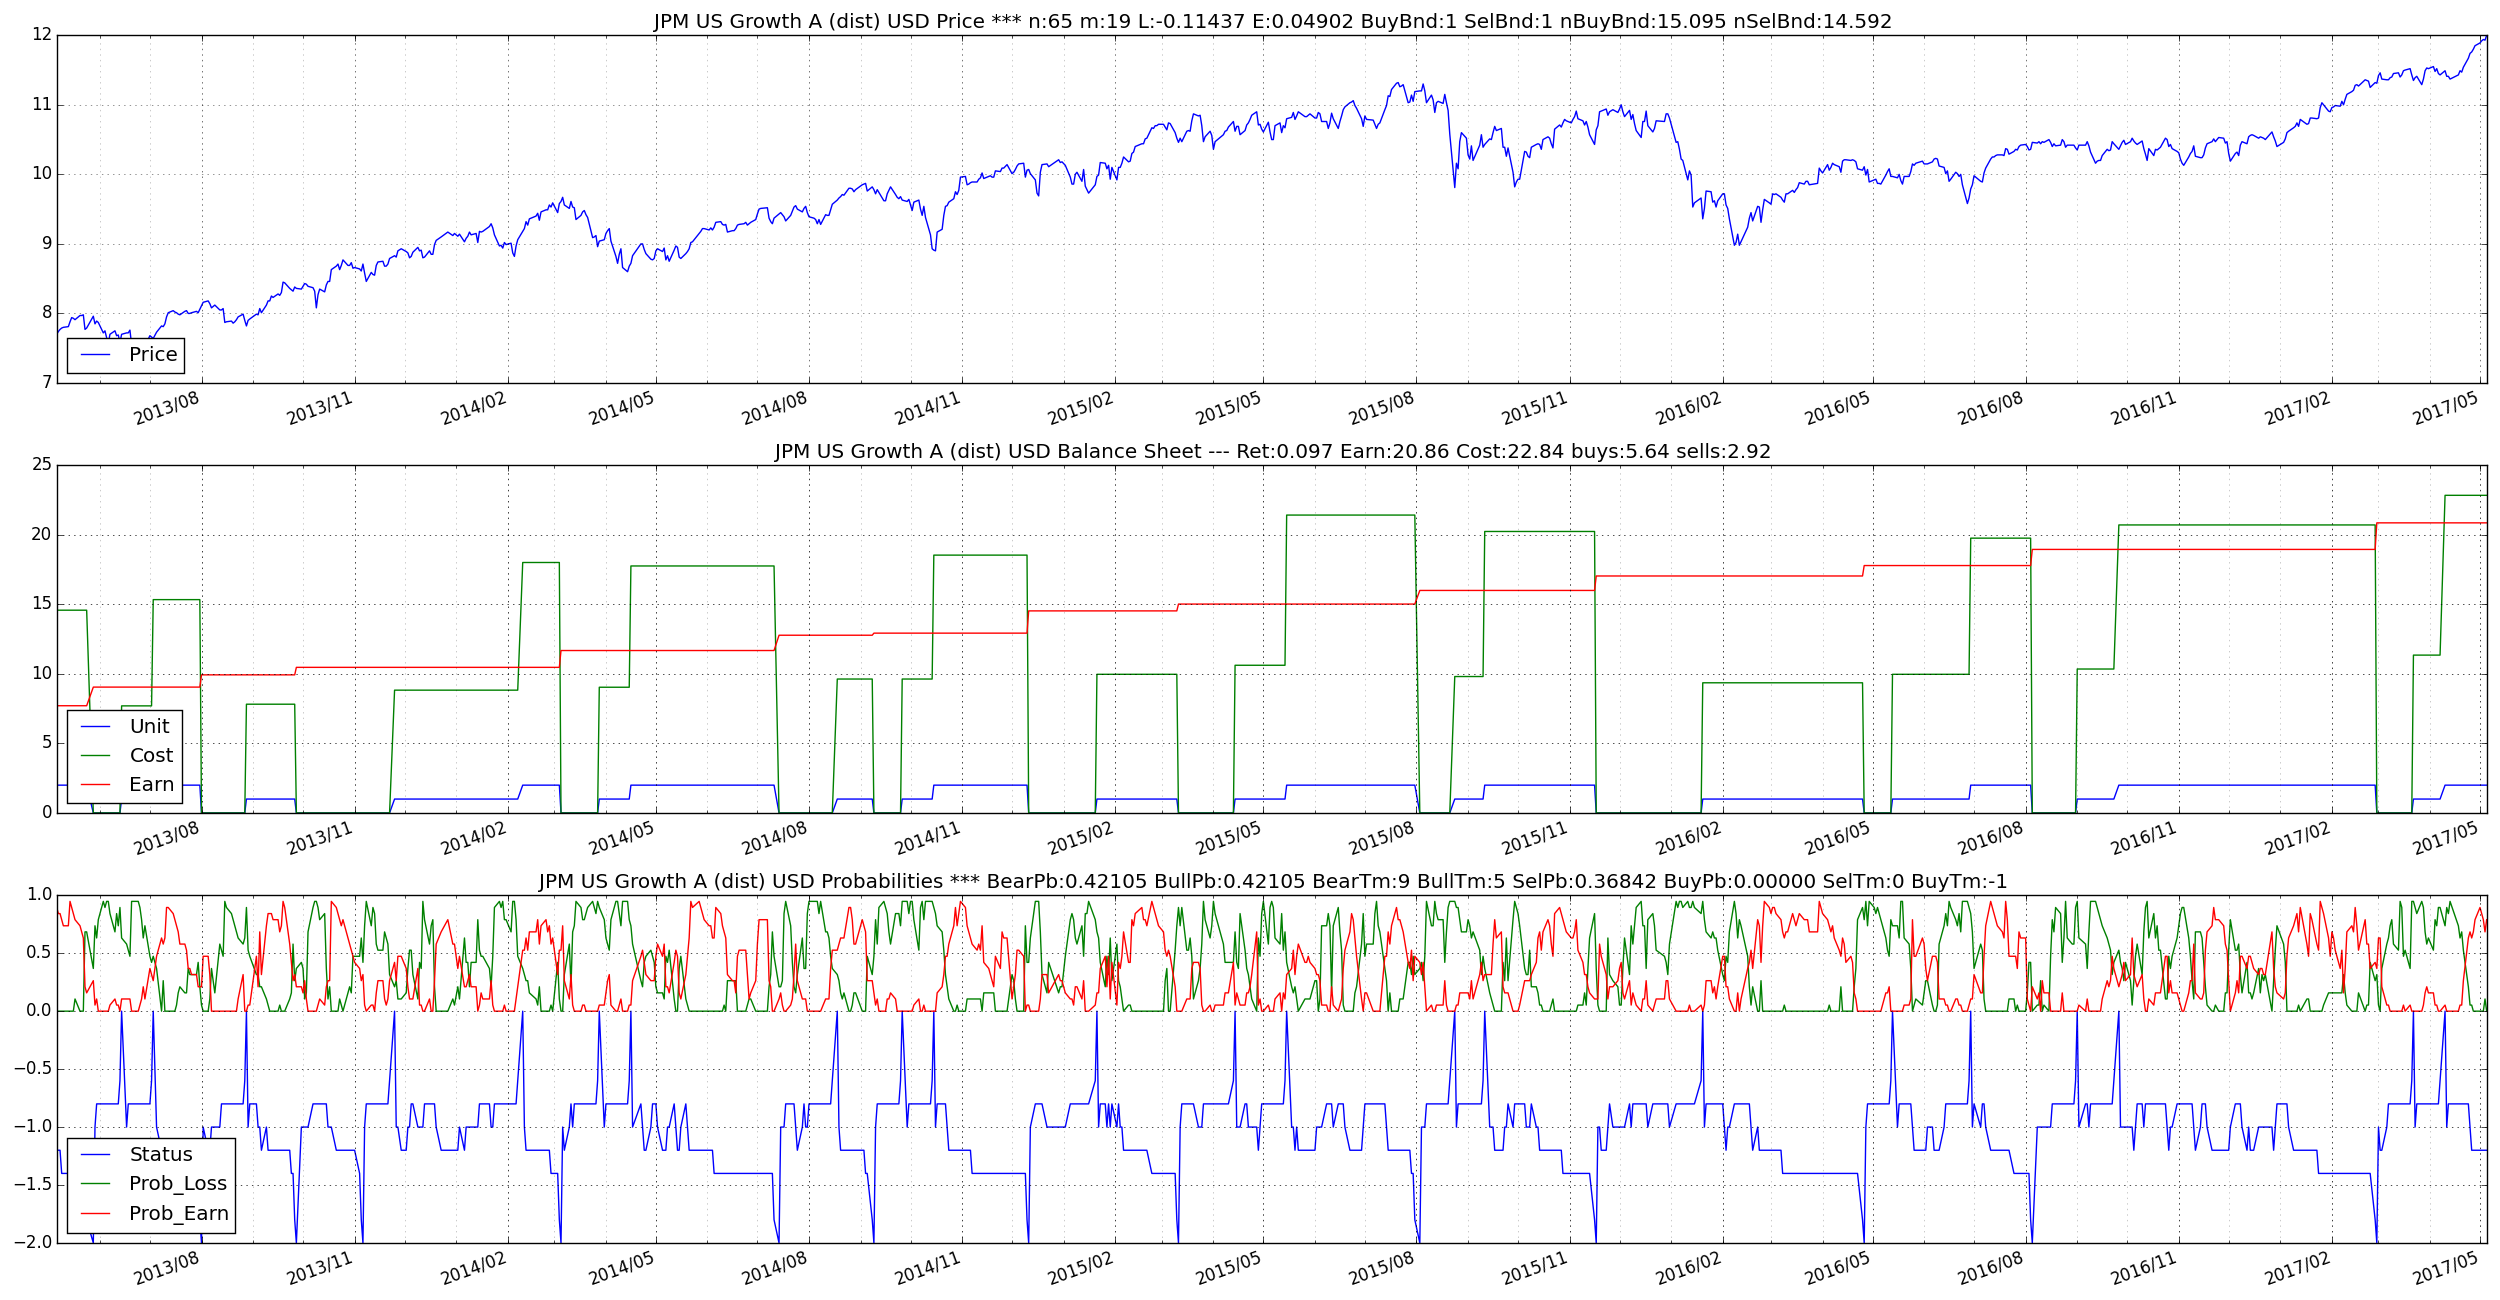 JPM US Growth A (dist) USD Price *** n:65 m:19 L:-0.11437 E:0.04902 BuyBnd:1 SelBnd:1 nBuyBnd:15.095 nSelBnd:14.592
12
11
10
9
8
7
Price
2013/08 2013/11 2014/02 2014/05 2014/08 2014/11 2015/02 2015/05 2015/08 2015/11 2016/02 2016/05 2016/08 2016/11 2017/02 2017/05
JPM US Growth A (dist) USD Balance Sheet --- Ret:0.097 Earn:20.86 Cost:22.84 buys:5.64 sells:2.92
25
20
15
10
5
0
Unit
Cost
Earn
2013/08 2013/11 2014/02 2014/05 2014/08 2014/11 2015/02 2015/05 2015/08 2015/11 2016/02 2016/05 2016/08 2016/11 2017/02 2017/05
JPM US Growth A (dist) USD Probabilities *** BearPb:0.42105 BullPb:0.42105 BearTm:9 BullTm:5 SelPb:0.36842 BuyPb:0.00000 SelTm:0 BuyTm:-1
1.0
0.5
0.0
−0.5
−1.0
−1.5
−2.0
Status
Prob_Loss
Prob_Earn
2013/08 2013/11 2014/02 2014/05 2014/08 2014/11 2015/02 2015/05 2015/08 2015/11 2016/02 2016/05 2016/08 2016/11 2017/02 2017/05